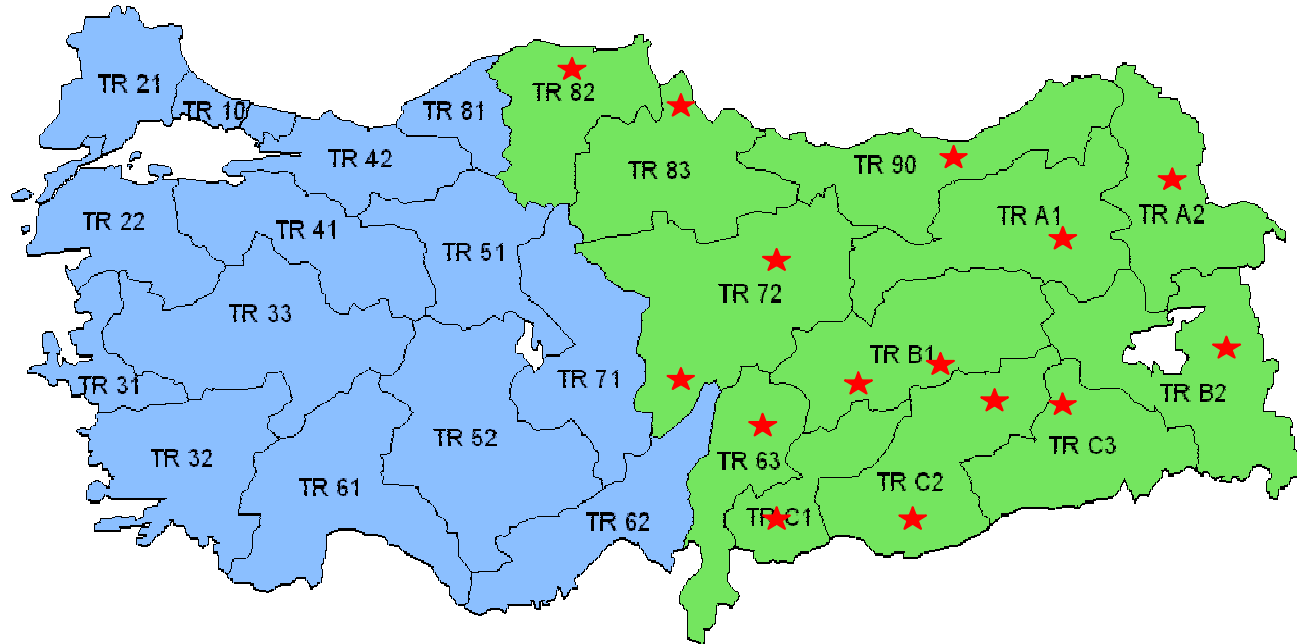 TR 21
TR 10
TR 81
TR 82
TR 42
TR 83
TR 90
TR 22
TR 41
TR 51
TR A1
TR A2
TR 33
TR 72
TR 31
TR 71
TR B1
TR B2
TR 32
TR 61
TR 52
TR 63
TR C3
TR 62
TR C1
TR C2